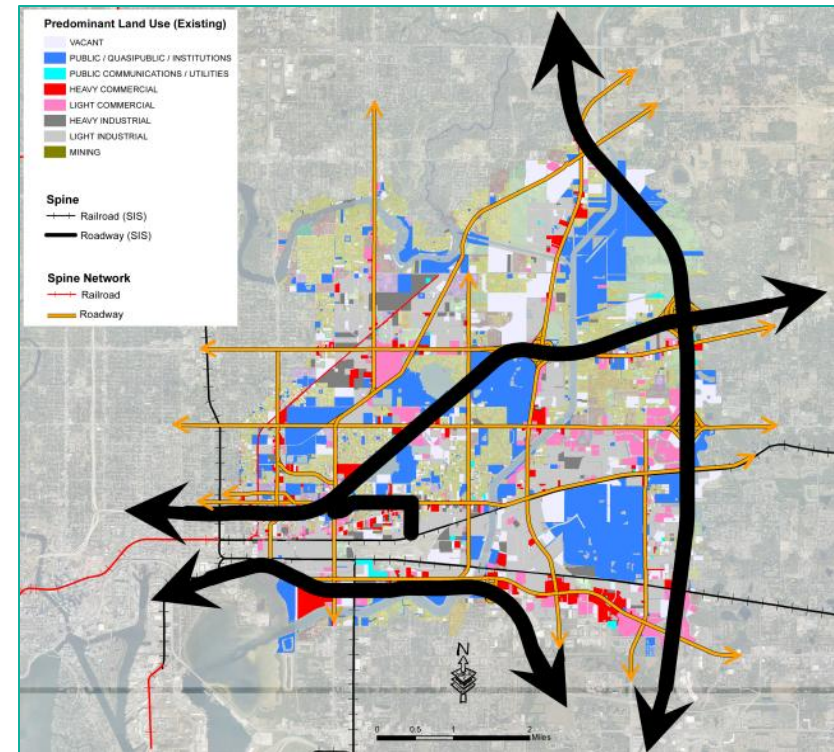 Predominant Land Use (Existing)
VACANT
PUBLIC / QUASIPUBLIC / INSTITUTIONS
PUBLIC COMMUNICATIONS / UTILITIES
HEAVY COMMERCIAL
LIGHT COMMERCIAL
HEAVY INDUSTRIAL
LIGHT INDUSTRIAL
MINING
Spine
Railroad (SIS)
Roadway (SIS)
Spine Network
Railroad
Roadway
N
0 0.5 1 2
Miles